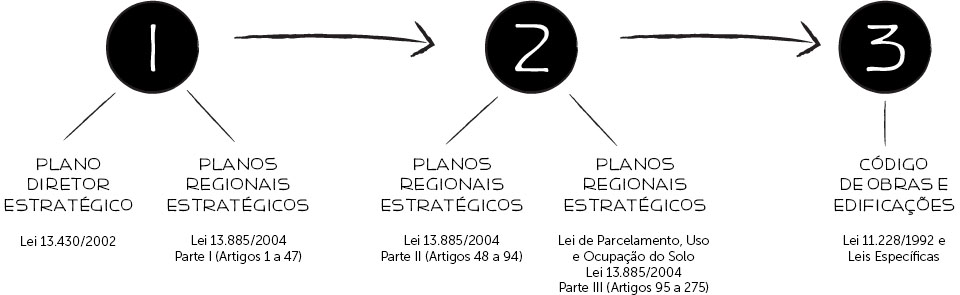 1
2
3
PLANO
DIRETOR
ESTRATÉGICO
Lei 13.430/2002
PLANOS
REGIONAIS
ESTRATÉGICOS
Lei 13.885/2004
Parte I (Artigos 1 a 47)
PLANOS
REGIONAIS
ESTRATÉGICOS
Lei 13.885/2004
Parte II (Artigos 48 a 94)
PLANOS
REGIONAIS
ESTRATÉGICOS
Lei de Parcelamento, Uso
e Ocupação do Solo
Lei 13.885/2004
Parte III (Artigos 95 a 275)
CÓDIGO
DE OBRAS E
EDIFICAÇÕES
Lei 11.228/1992 e
Leis Específicas